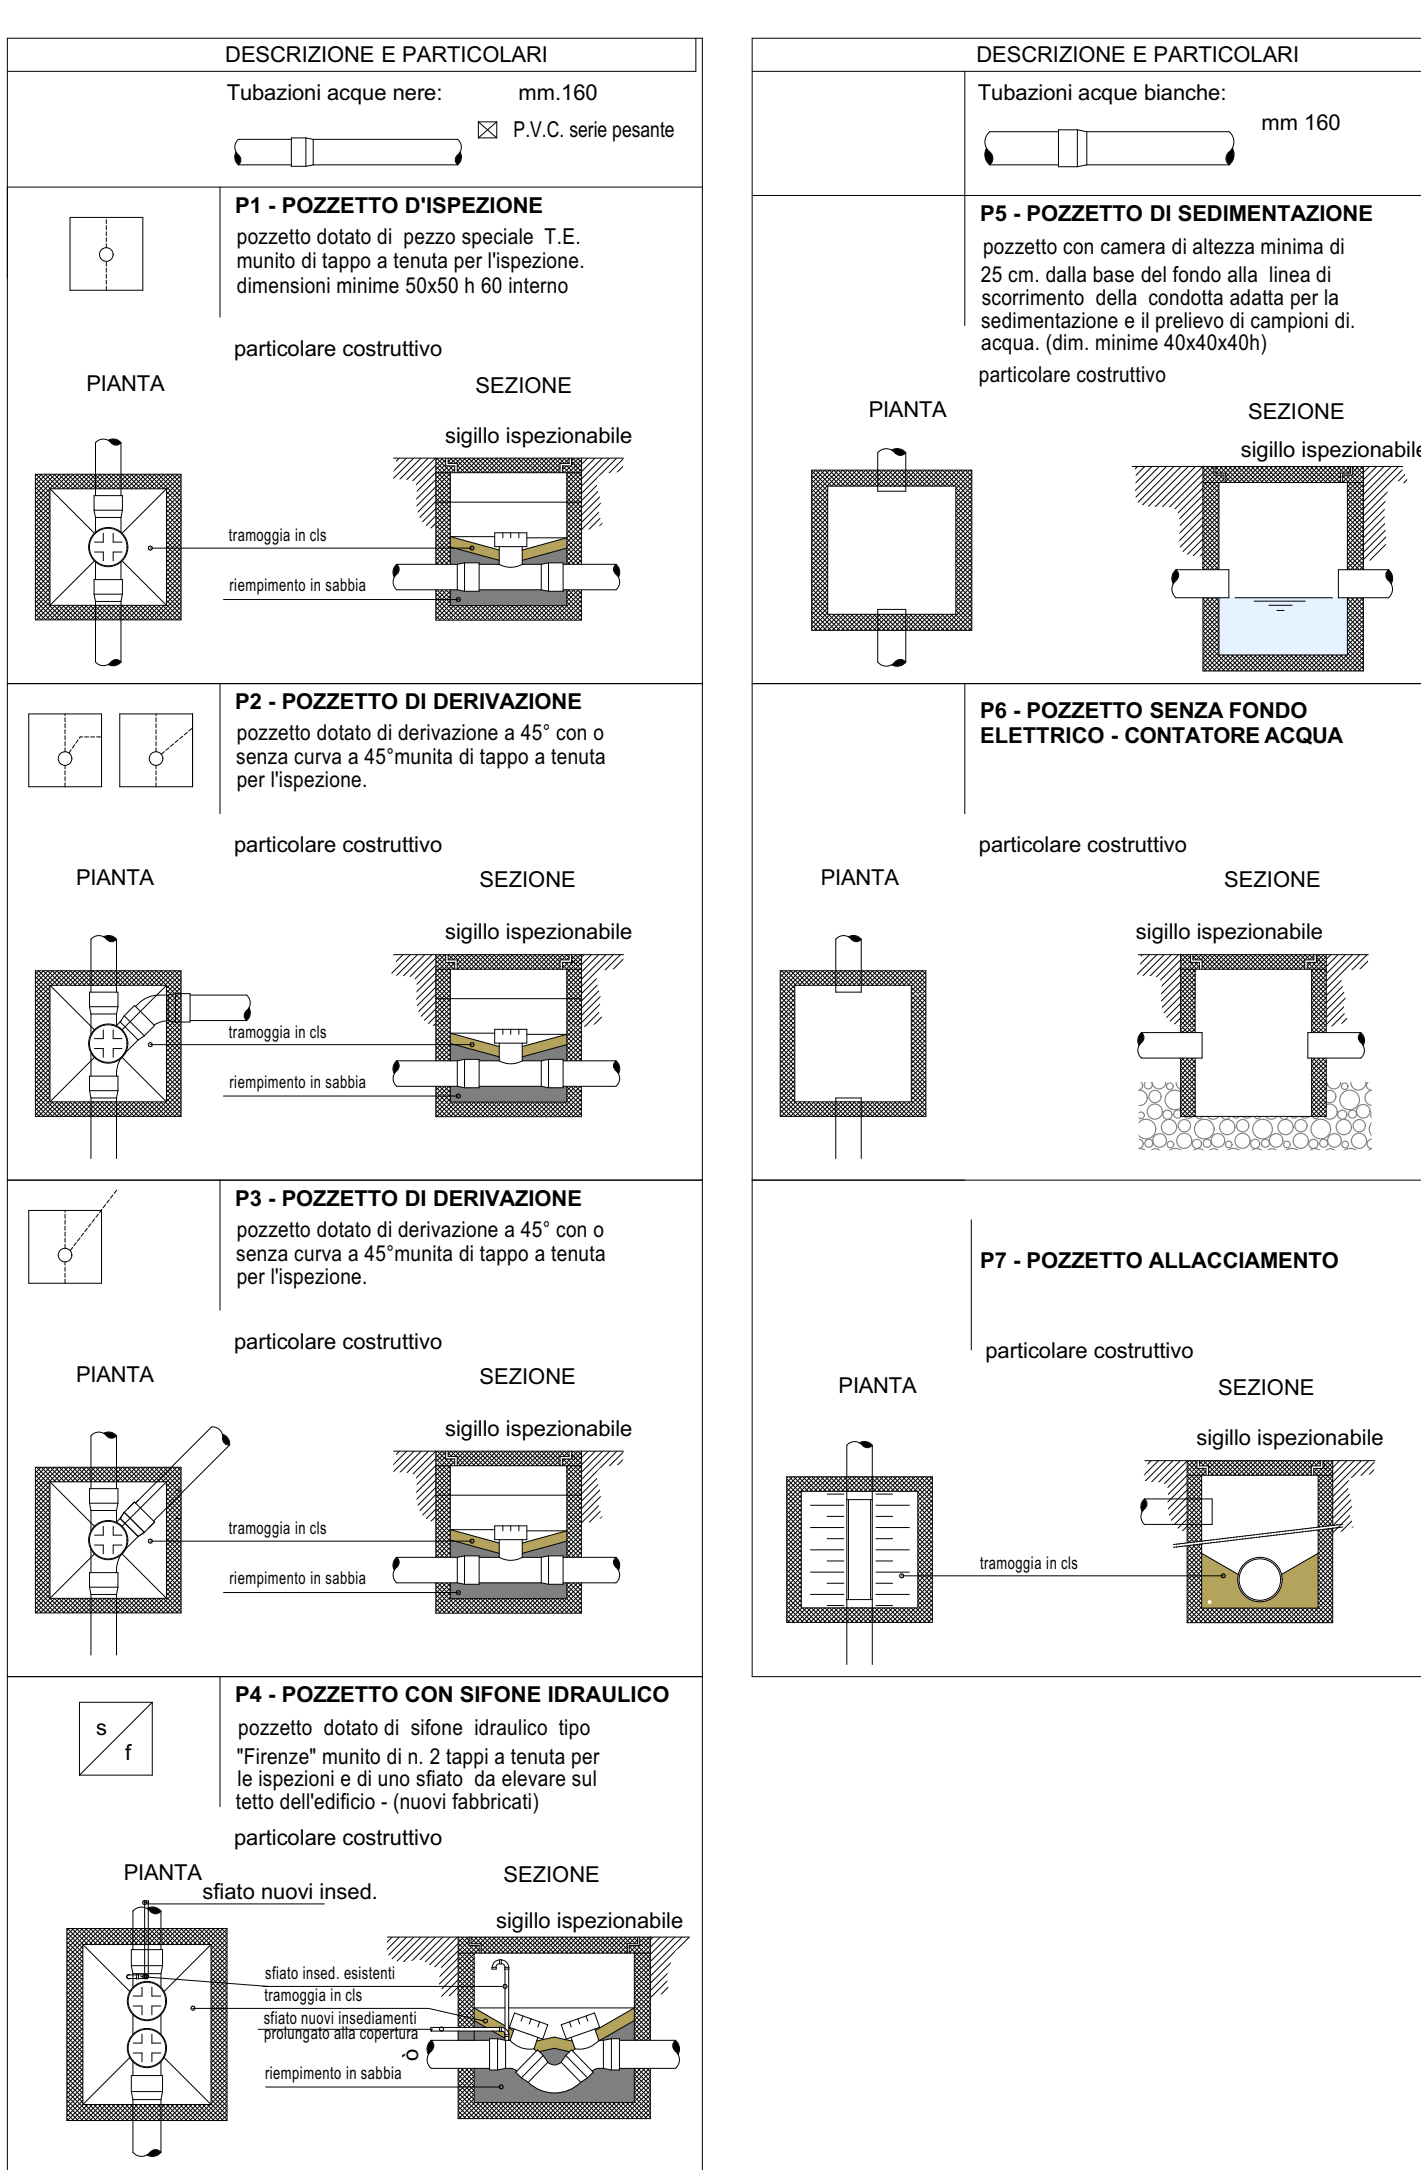 DESCRIZIONE E PARTICOLARI
Tubazioni acque nere: mm.160
P.V.C. serie pesante
P1 - POZZETTO D'ISPEZIONE
pozzetto dotato di pezzo speciale T.E.
munito di tappo a tenuta per l'ispezione.
dimensioni minime 50x50 h 60 interno
particolare costruttivo
PIANTA
SEZIONE
sigillo ispezionabile
tramoggia in cls
riempimento in sabbia
P2 - POZZETTO DI DERIVAZIONE
pozzetto dotato di derivazione a 45° con o
senza curva a 45°munita di tappo a tenuta
per l'ispezione.
particolare costruttivo
PIANTA
SEZIONE
sigillo ispezionabile
tramoggia in cls
riempimento in sabbia
P3 - POZZETTO DI DERIVAZIONE
pozzetto dotato di derivazione a 45° con o
senza curva a 45°munita di tappo a tenuta
per l'ispezione.
particolare costruttivo
PIANTA
SEZIONE
sigillo ispezionabile
tramoggia in cls
riempimento in sabbia
s
f
P4 - POZZETTO CON SIFONE IDRAULICO
pozzetto dotato di sifone idraulico tipo
"Firenze" munito di n. 2 tappi a tenuta per
le ispezioni e di uno sfiato da elevare sul
tetto dell'edificio - (nuovi fabbricati)
particolare costruttivo
PIANTA
SEZIONE
sfiato nuovi insed.
sigillo ispezionabile
sfiato insed. esistenti
tramoggia in cls
sfiato nuovi insediamenti
prolungato alla copertura
riempimento in sabbia
DESCRIZIONE E PARTICOLARI
Tubazioni acque bianche:
mm 160
P5 - POZZETTO DI SEDIMENTAZIONE
pozzetto con camera di altezza minima di
25 cm. dalla base del fondo alla linea di
scorrimento della condotta adatta per la
sedimentazione e il prelievo di campioni di.
acqua. (dim. minime 40x40x40h)
particolare costruttivo
PIANTA
SEZIONE
sigillo ispezionabile
P6 - POZZETTO SENZA FONDO
ELETTRICO - CONTATORE ACQUA
particolare costruttivo
PIANTA
SEZIONE
sigillo ispezionabile
P7 - POZZETTO ALLACCIAMENTO
particolare costruttivo
PIANTA
SEZIONE
sigillo ispezionabile
tramoggia in cls